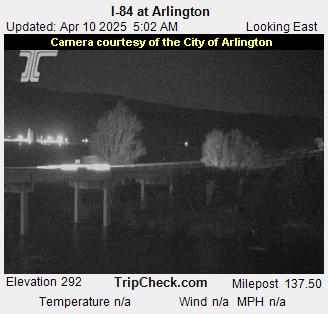 I-84 at Arlington
Updated: Apr 10 2025 5:02 AM Looking East
Camera courtesy of the City of Arlington
Elevation 292 TripCheck.com Milepost 137.50
Temperature n/a Wind n/a MPH n/a